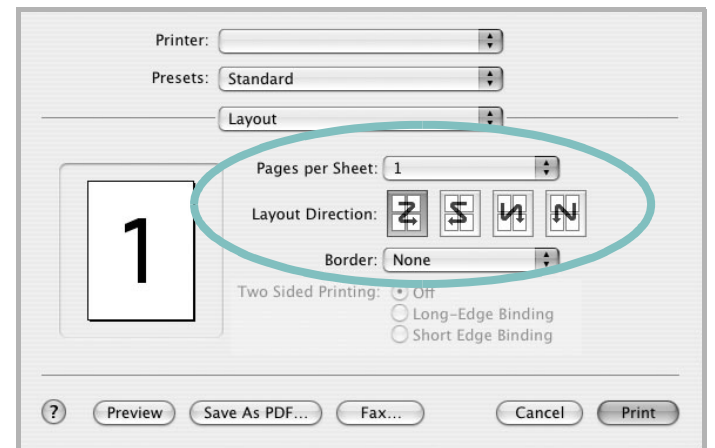 Printer:
Presets: Standard
Layout
Pages per Sheet: 1
1
Layout Direction:
Border: None
Two Sided Printing: Off
Long-Edge Binding
Short Edge Binding
? Preview Save As PDF... Fax... Cancel Print